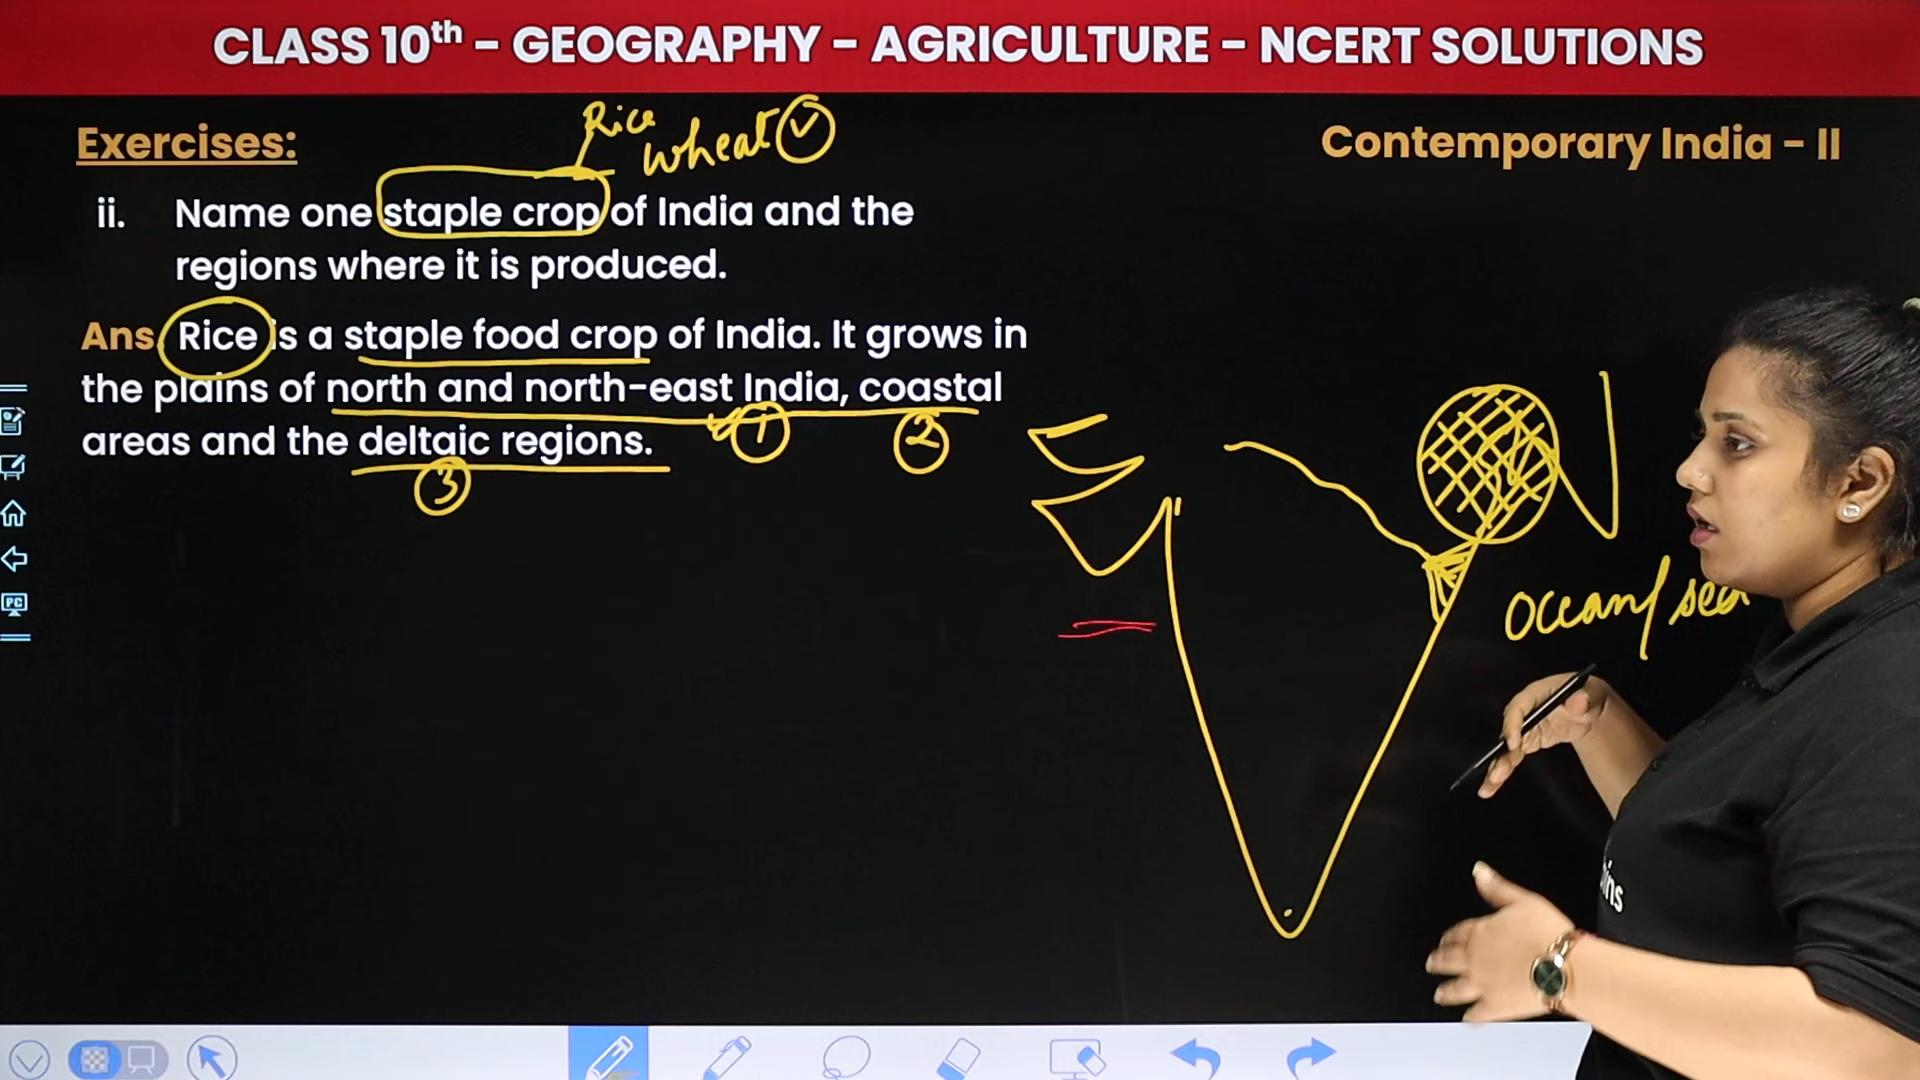 CLASS 10th - GEOGRAPHY - AGRICULTURE - NCERT SOLUTIONS
Rice
wheat
Exercises:
Contemporary India - II
ii. Name one staple crop of India and the
regions where it is produced.
Ans. Rice is a staple food crop of India. It grows in
the plains of north and north-east India, coastal
areas and the deltaic regions.
1
2
3
Ocean/sea
PC
ins